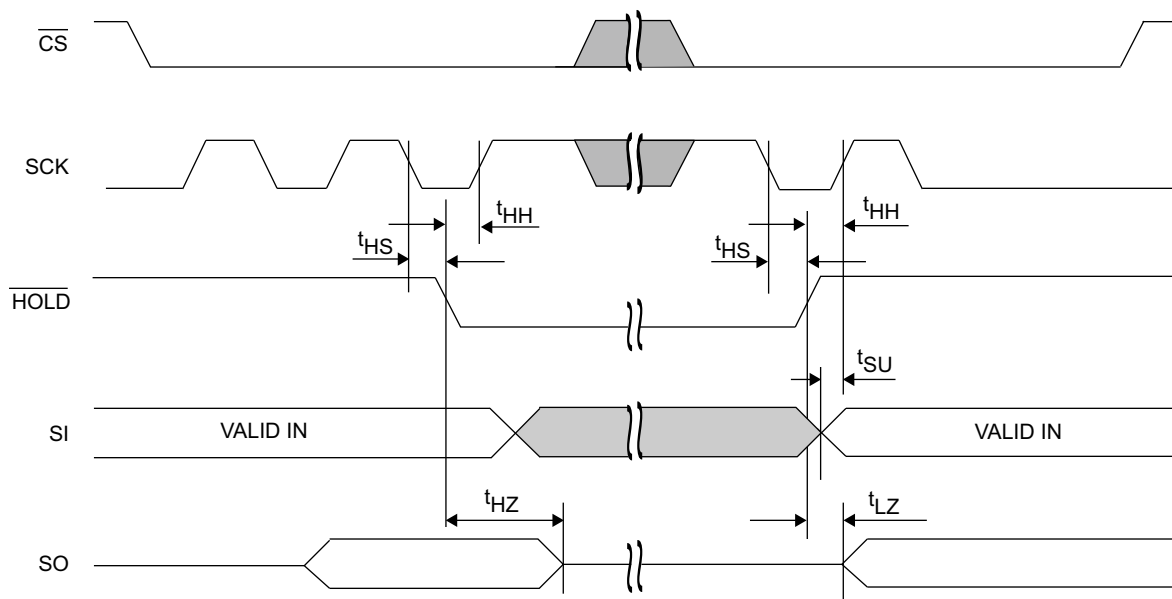 CS
SCK
tHH
tHH
tHS
tHS
HOLD
tSU
SI
VALID IN
VALID IN
tHZ
tLZ
SO